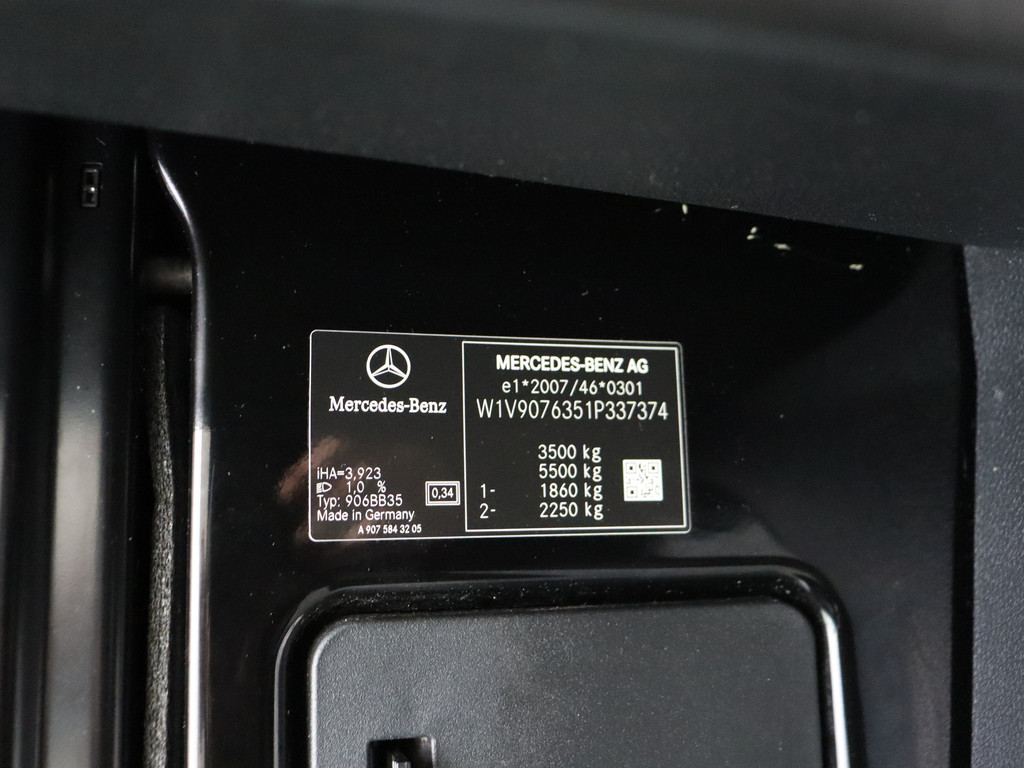 Mercedes-Benz
iHA=3,923
1,0 %
Typ: 906BB35
Made in Germany
A 907 584 32 05
0,34
MERCEDES-BENZ AG
e1*2007/46*0301
W1V9076351P337374
3500 kg
5500 kg
1- 1860 kg
2- 2250 kg